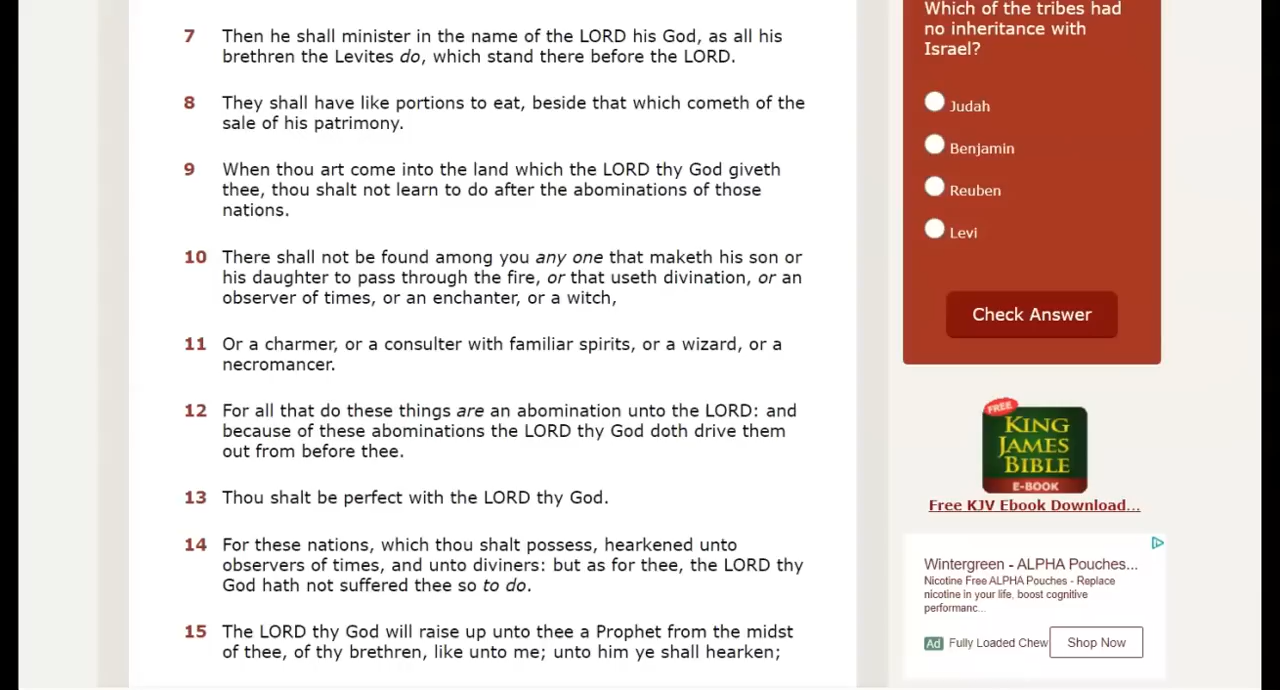 7 Then he shall minister in the name of the LORD his God, as all his
brethren the Levites do, which stand there before the LORD.
8 They shall have like portions to eat, beside that which cometh of the
sale of his patrimony.
9 When thou art come into the land which the LORD thy God giveth
thee, thou shalt not learn to do after the abominations of those
nations.
10 There shall not be found among you any one that maketh his son or
his daughter to pass through the fire, or that useth divination, or an
observer of times, or an enchanter, or a witch,
11 Or a charmer, or a consulter with familiar spirits, or a wizard, or a
necromancer.
12 For all that do these things are an abomination unto the LORD: and
because of these abominations the LORD thy God doth drive them
out from before thee.
13 Thou shalt be perfect with the LORD thy God.
14 For these nations, which thou shalt possess, hearkened unto
observers of times, and unto diviners: but as for thee, the LORD thy
God hath not suffered thee so to do.
15 The LORD thy God will raise up unto thee a Prophet from the midst
of thee, of thy brethren, like unto me; unto him ye shall hearken;
Which of the tribes had
no inheritance with
Israel?
Judah
Benjamin
Reuben
Levi
Check Answer
FREE
KING
JAMES
BIBLE
E-BOOK
Free KJV Ebook Download...
Wintergreen - ALPHA Pouches...
Nicotine Free ALPHA Pouches - Replace
nicotine in your life, boost cognitive
performanc...
Ad Fully Loaded Chew Shop Now